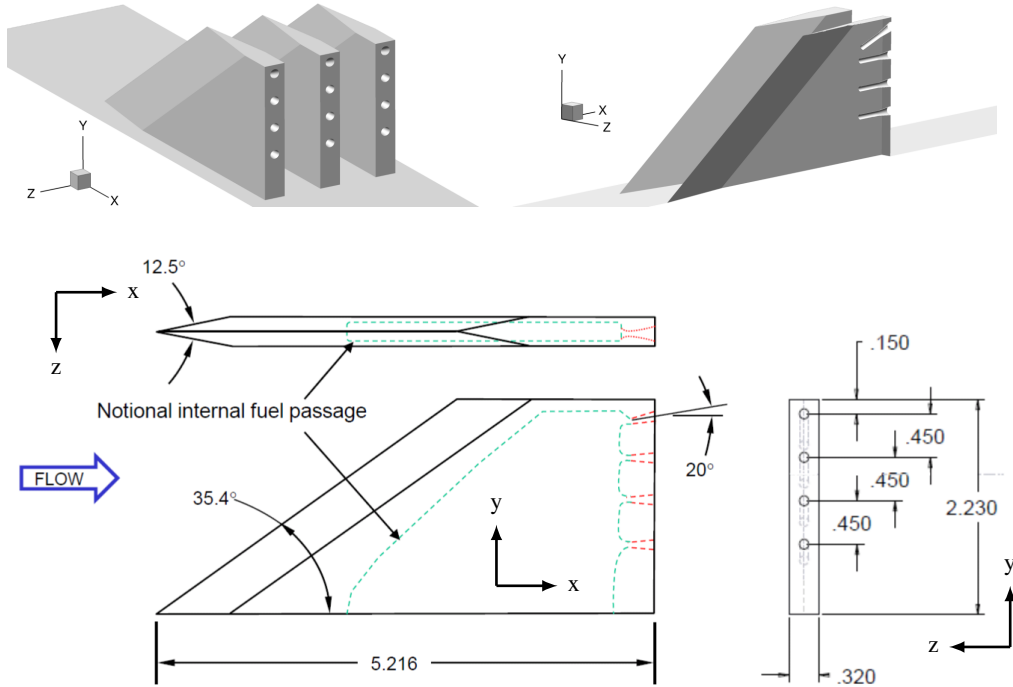 Y
Z
X
Y
X
Z
12.5°
x
z
.150
Notional internal fuel passage
.450
20°
FLOW
35.4°
.450
2.230
y
.450
x
y
z
5.216
.320